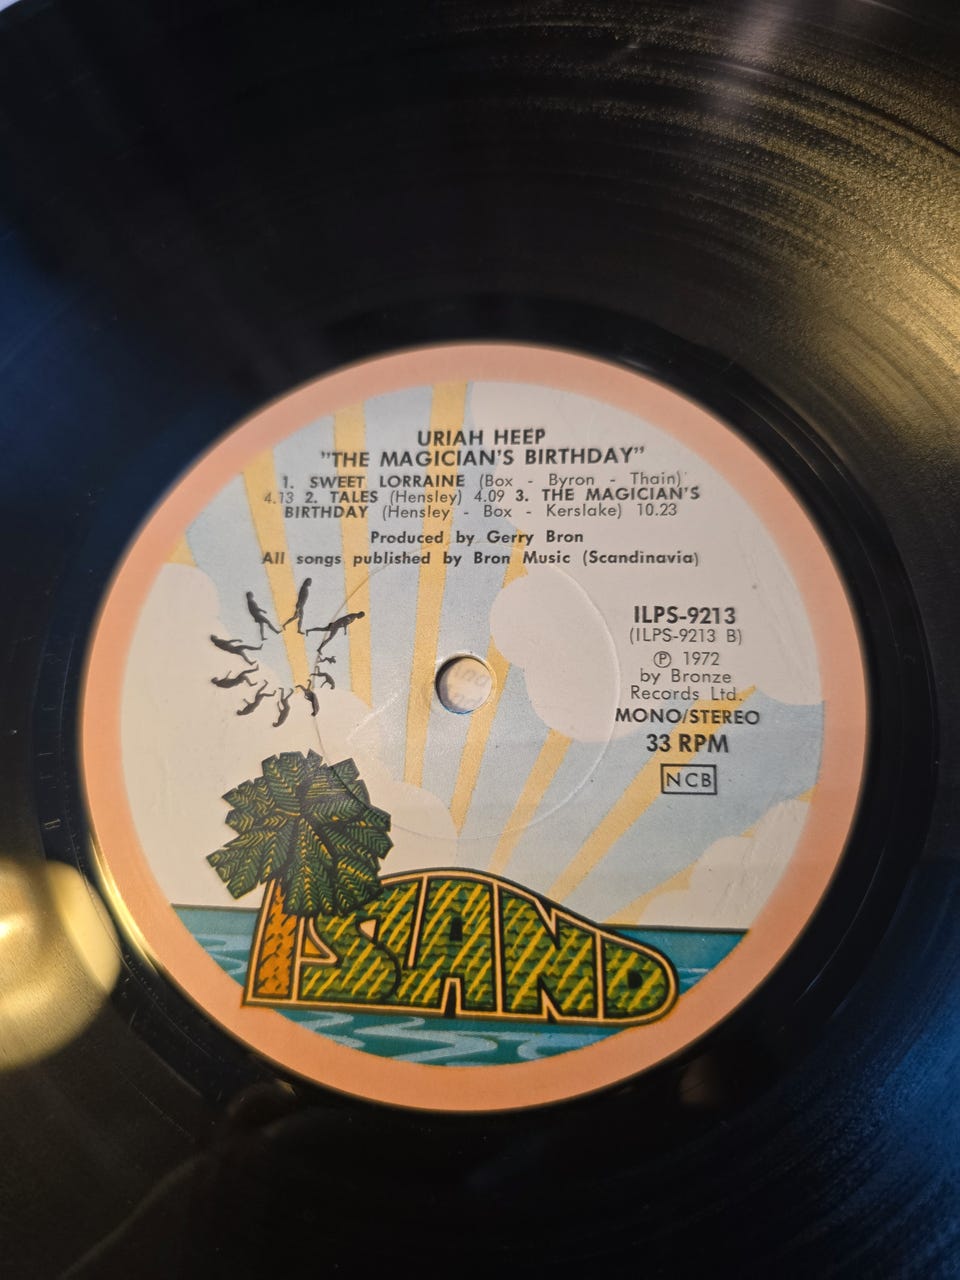 URIAH HEEP
"THE MAGICIAN'S BIRTHDAY"
1. SWEET LORRAINE (Box - Byron - Thain)
4.13 2. TALES (Hensley) 4.09 3. THE MAGICIAN'S
BIRTHDAY (Hensley - Box - Kerslake) 10.23
Produced by Gerry Bron
All songs published by Bron Music (Scandinavia)
ILPS-9213
(ILPS-9213 B)
Ⓟ 1972
by Bronze
Records Ltd.
MONO/STEREO
33 RPM
NCB
ISLAND